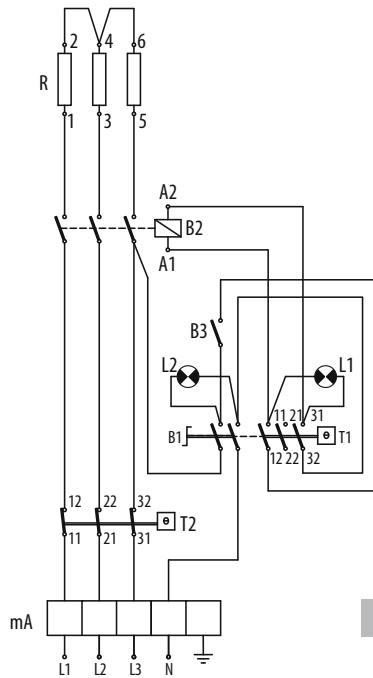 2 4 6
R
1 3 5
A2
B2
A1
B3
L2 L1
11 21 31
B1 T1
12 22 32
12 22 32
θ T2
11 21 31
mA
L1 L2 L3 N